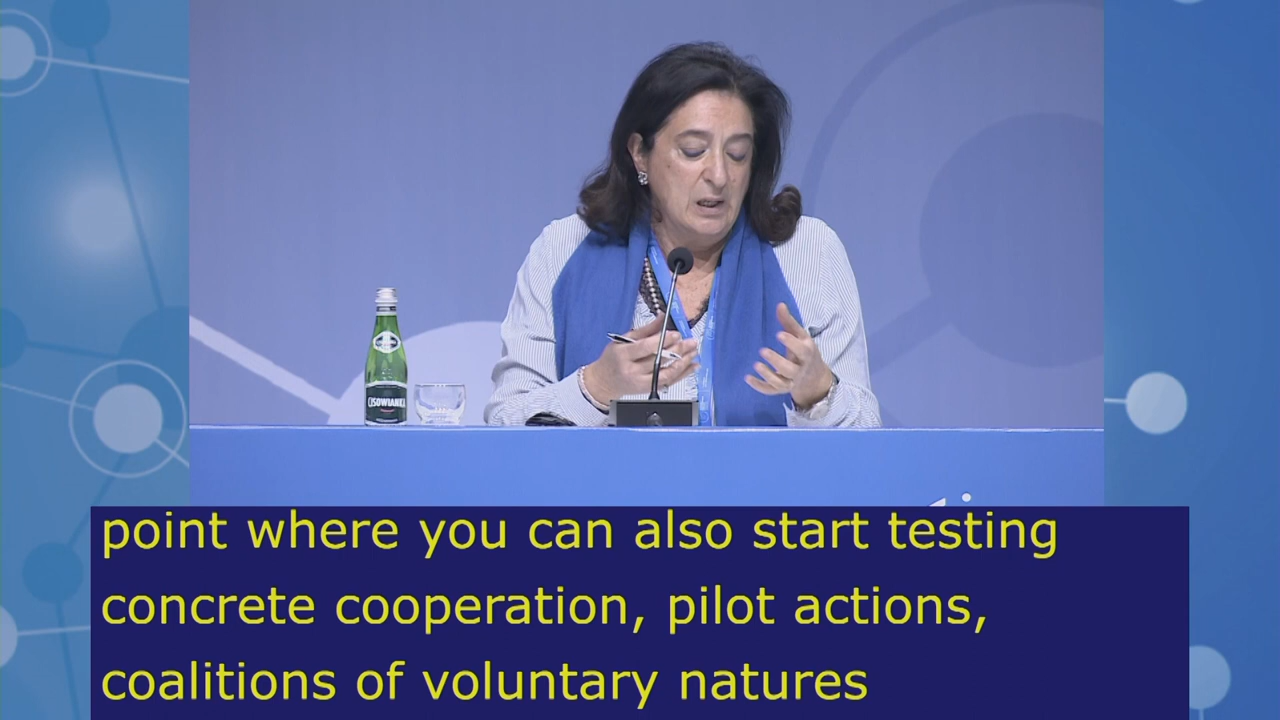 CISOWIANKA
point where you can also start testing
concrete cooperation, pilot actions,
coalitions of voluntary natures